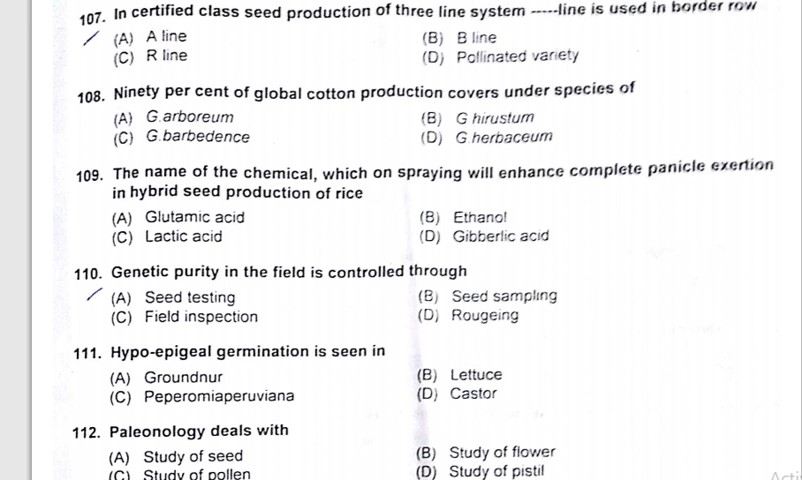 107. In certified class seed production of three line system -----line is used in border row
(A) A line (B) B line
(C) R line (D) Pollinated variety
108. Ninety per cent of global cotton production covers under species of
(A) G.arboreum (B) G hirustum
(C) G.barbedence (D) G herbaceum
109. The name of the chemical, which on spraying will enhance complete panicle exertion
in hybrid seed production of rice
(A) Glutamic acid (B) Ethanol
(C) Lactic acid (D) Gibberlic acid
110. Genetic purity in the field is controlled through
(A) Seed testing (B) Seed sampling
(C) Field inspection (D) Rougeing
111. Hypo-epigeal germination is seen in
(A) Groundnur (B) Lettuce
(C) Peperomiaperuviana (D) Castor
112. Paleonology deals with
(A) Study of seed (B) Study of flower
(C) Study of pollen (D) Study of pistil